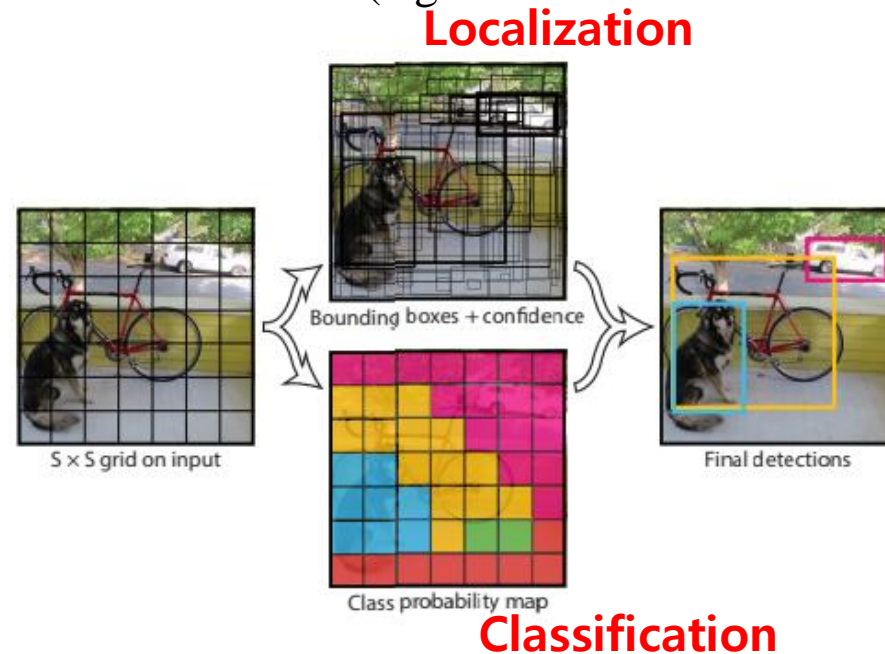 Localization
Bounding boxes + confidence
S × S grid on input
Final detections
Class probability map
Classification